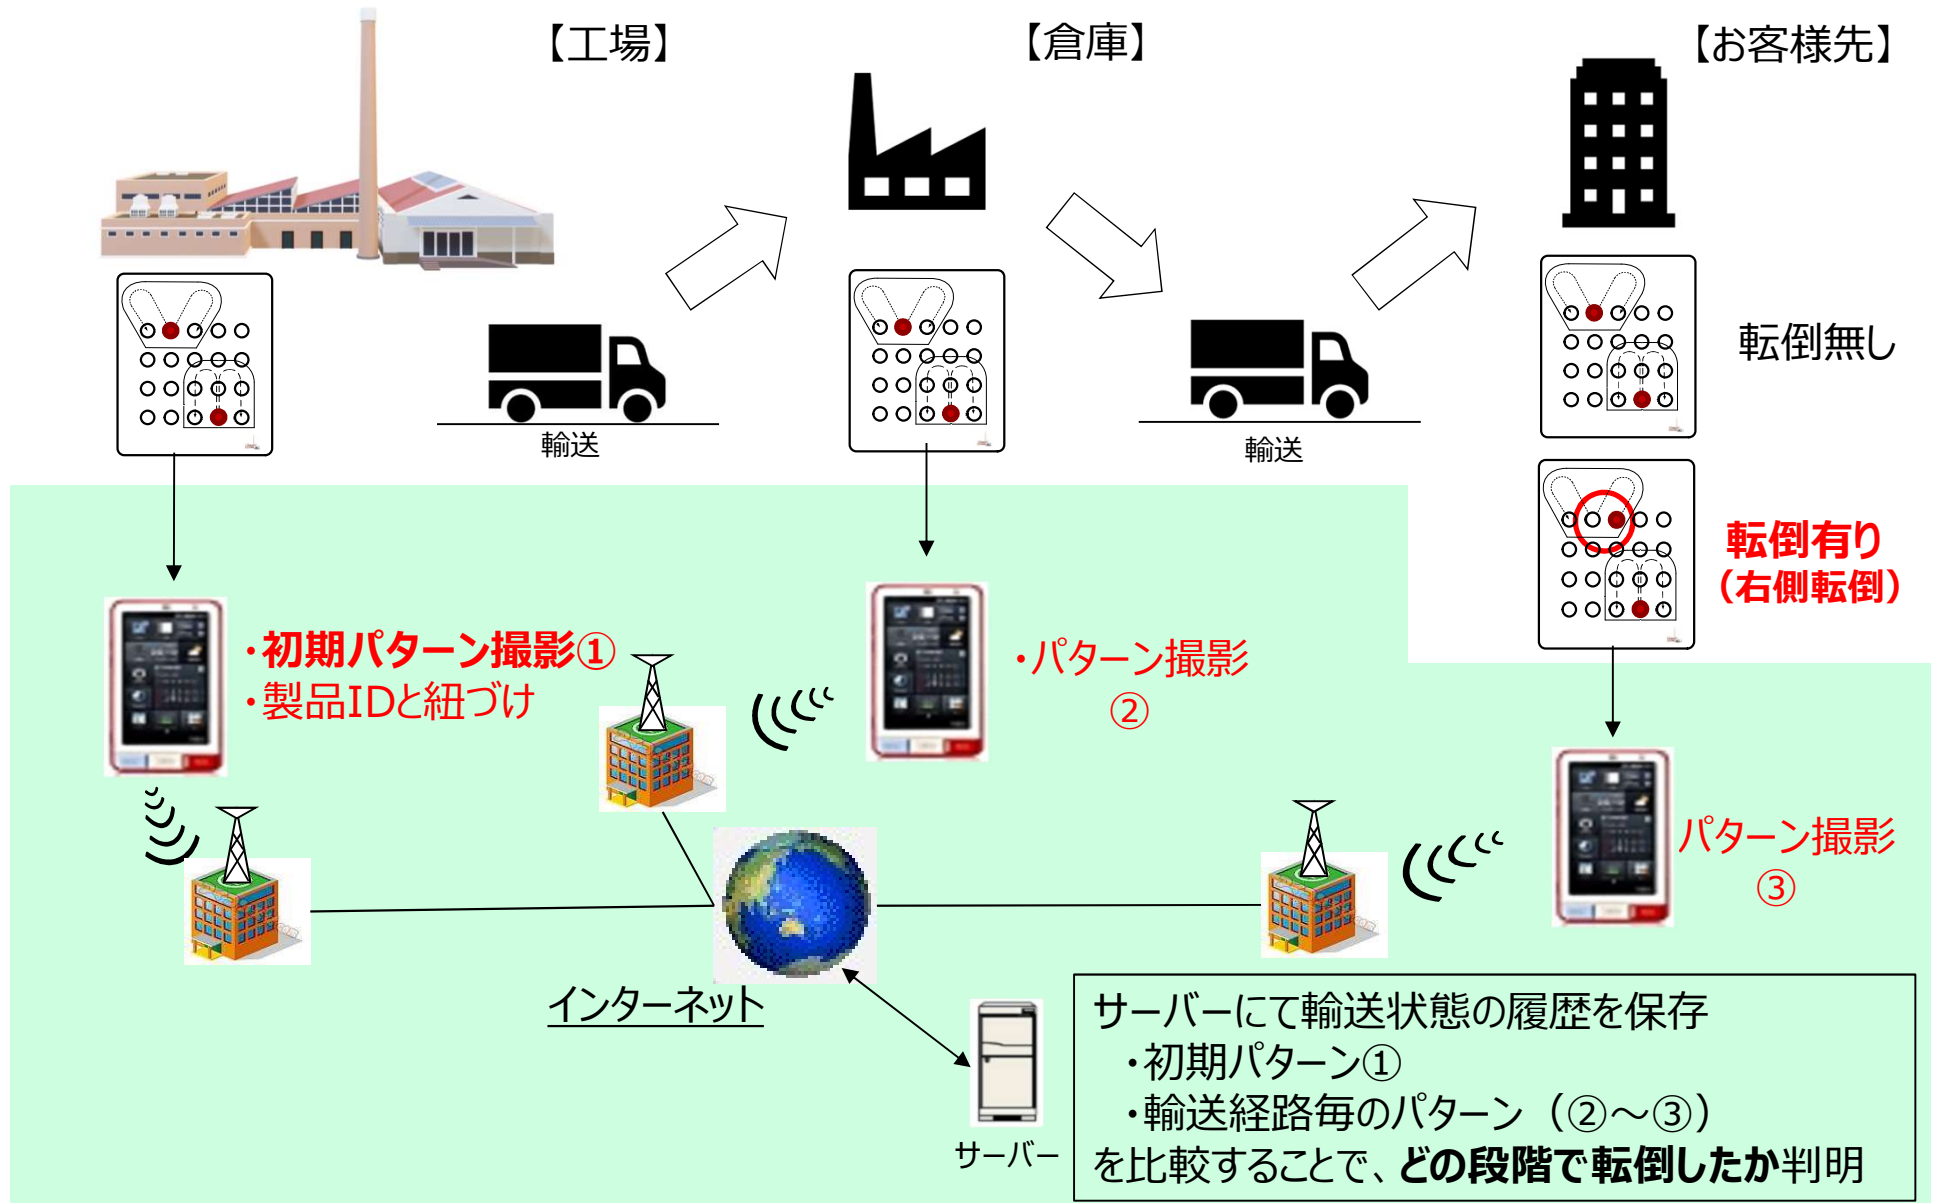 【工場】
【倉庫】
【お客様先】
転倒無し
輸送
輸送
転倒有り
（右側転倒）
・初期パターン撮影①
・製品IDと紐づけ
・パターン撮影
②
パターン撮影
③
インターネット
サーバー
サーバーにて輸送状態の履歴を保存
・初期パターン①
・輸送経路毎のパターン（②～③）
を比較することで、どの段階で転倒したか判明